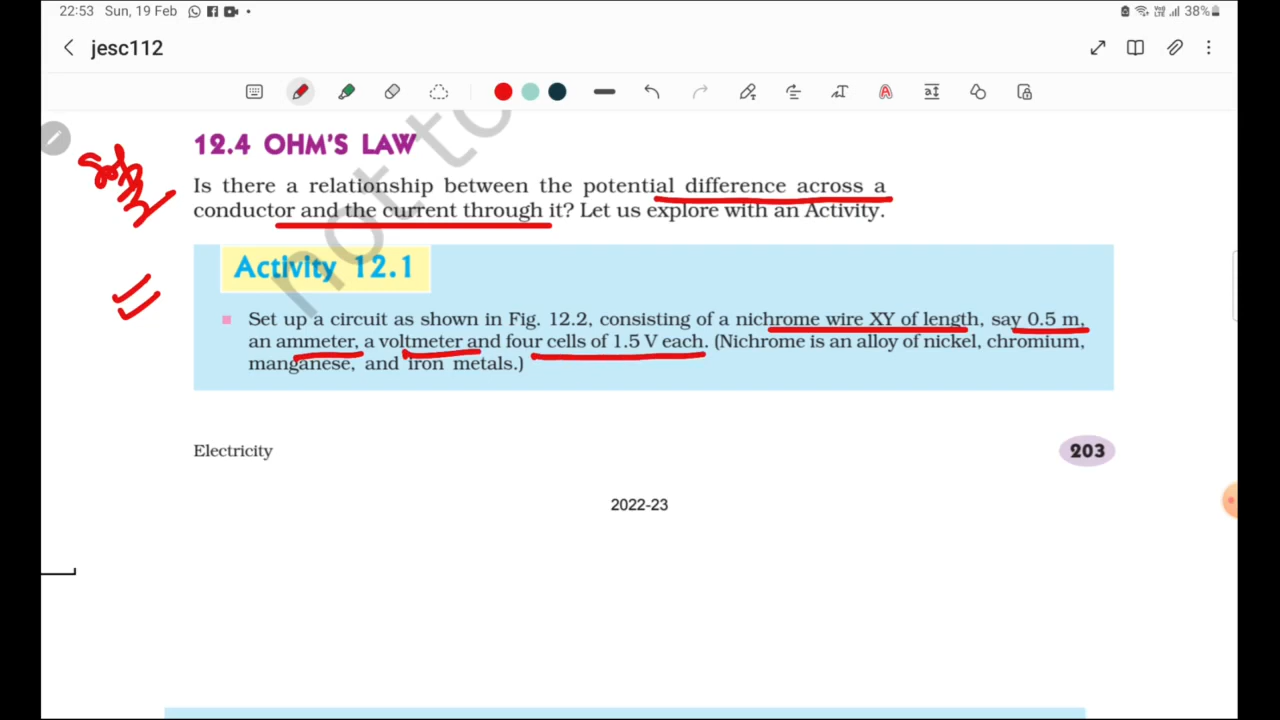 22:53 Sun, 19 Feb
38%
jesc112
12.4 OHM'S LAW
Is there a relationship between the potential difference across a
conductor and the current through it? Let us explore with an Activity.
not to
Activity 12.1
Set up a circuit as shown in Fig. 12.2, consisting of a nichrome wire XY of length, say 0.5 m,
an ammeter, a voltmeter and four cells of 1.5 V each. (Nichrome is an alloy of nickel, chromium,
manganese, and iron metals.)
Electricity
203
2022-23